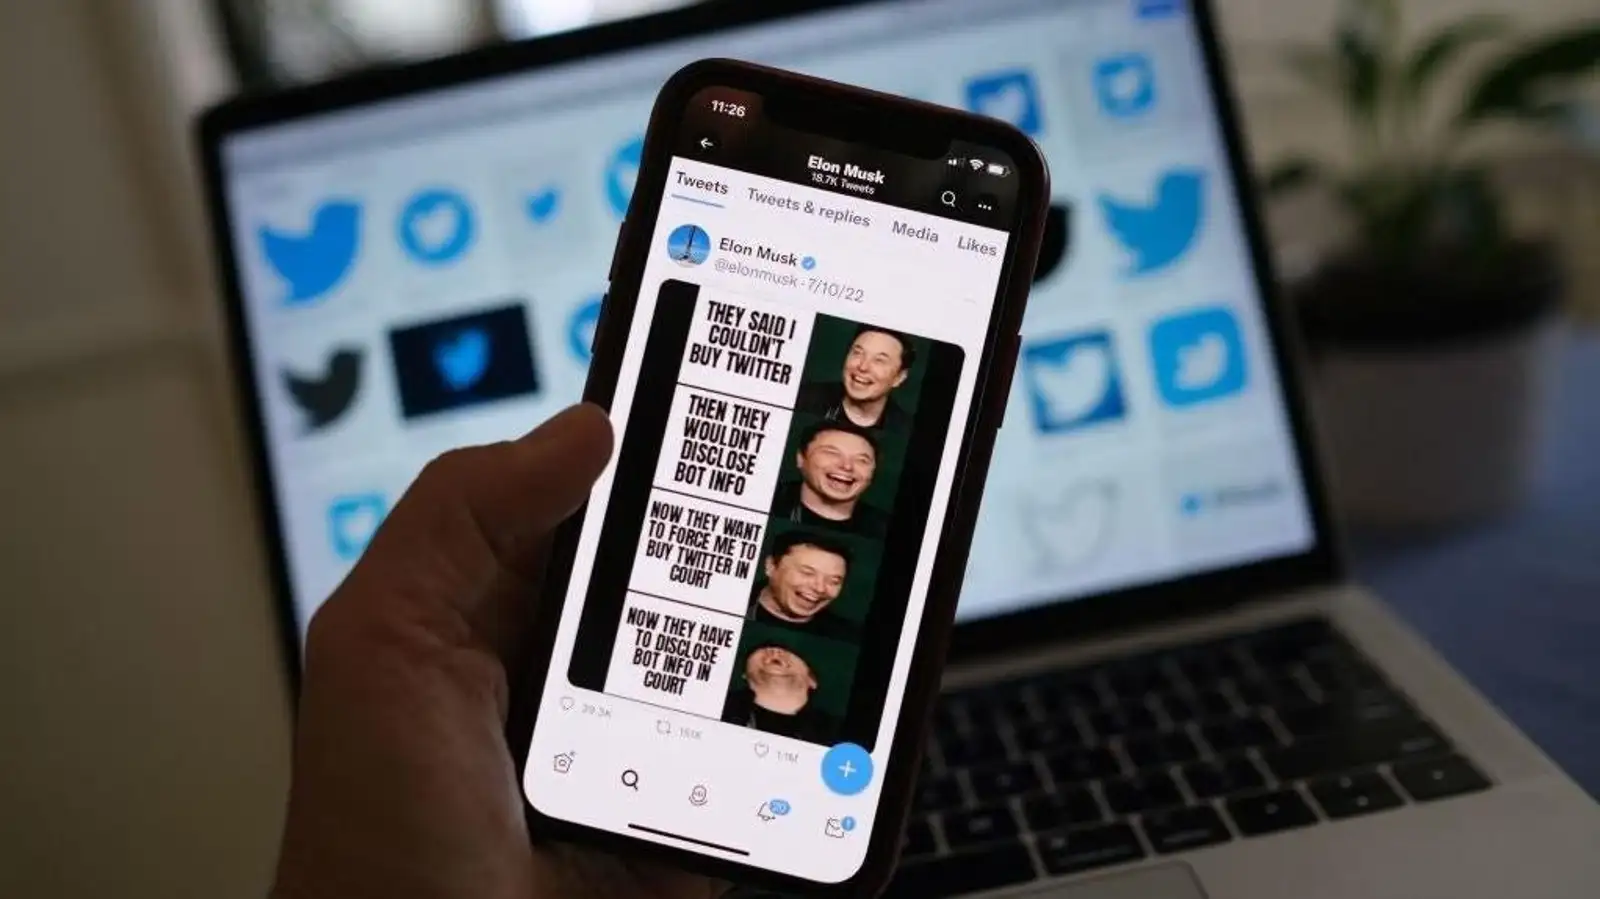 11:26
Elon Musk
18.7K Tweets
Tweets Tweets & replies Media Likes
Elon Musk
@elonmusk · 7/10/22
THEY SAID I
COULDN'T
BUY TWITTER
THEN THEY
WOULDN'T
DISCLOSE
BOT INFO
NOW THEY WANT
TO FORCE ME TO
BUY TWITTER IN
COURT
NOW THEY HAVE
TO DISCLOSE
BOT INFO IN
COURT
39.3K 151K 1.1M
20